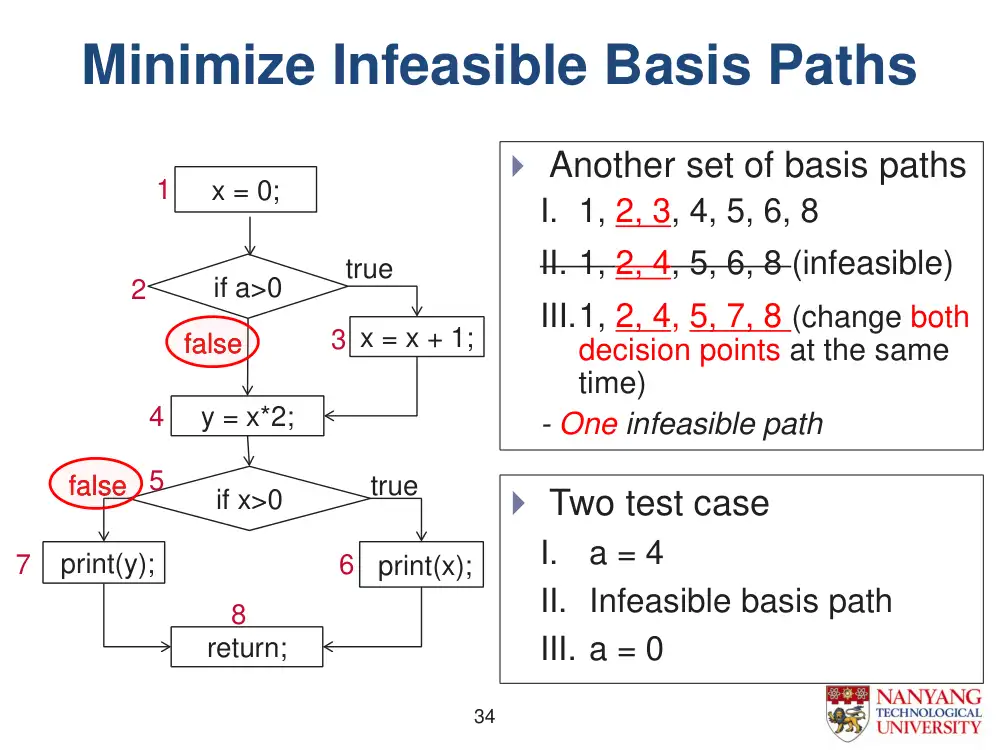 Minimize Infeasible Basis Paths
1
x = 0;
2
if a>0
true
false
3
x = x + 1;
4
y = x*2;
false
5
if x>0
true
7
print(y);
6
print(x);
8
return;
Another set of basis paths
I. 1, 2, 3, 4, 5, 6, 8
II. 1, 2, 4, 5, 6, 8 (infeasible)
III.1, 2, 4, 5, 7, 8 (change both
decision points at the same
time)
- One infeasible path
Two test case
I. a = 4
II. Infeasible basis path
III. a = 0
34
NANYANG
TECHNOLOGICAL
UNIVERSITY